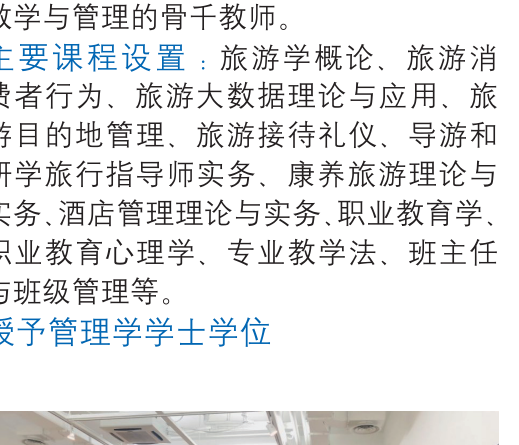 教学与管理的骨干教师。
主要课程设置：旅游学概论、旅游消
费者行为、旅游大数据理论与应用、旅
游目的地管理、旅游接待礼仪、导游和
研学旅行指导师实务、康养旅游理论与
实务、酒店管理理论与实务、职业教育学、
职业教育心理学、专业教学法、班主任
与班级管理等。
授予管理学学士学位